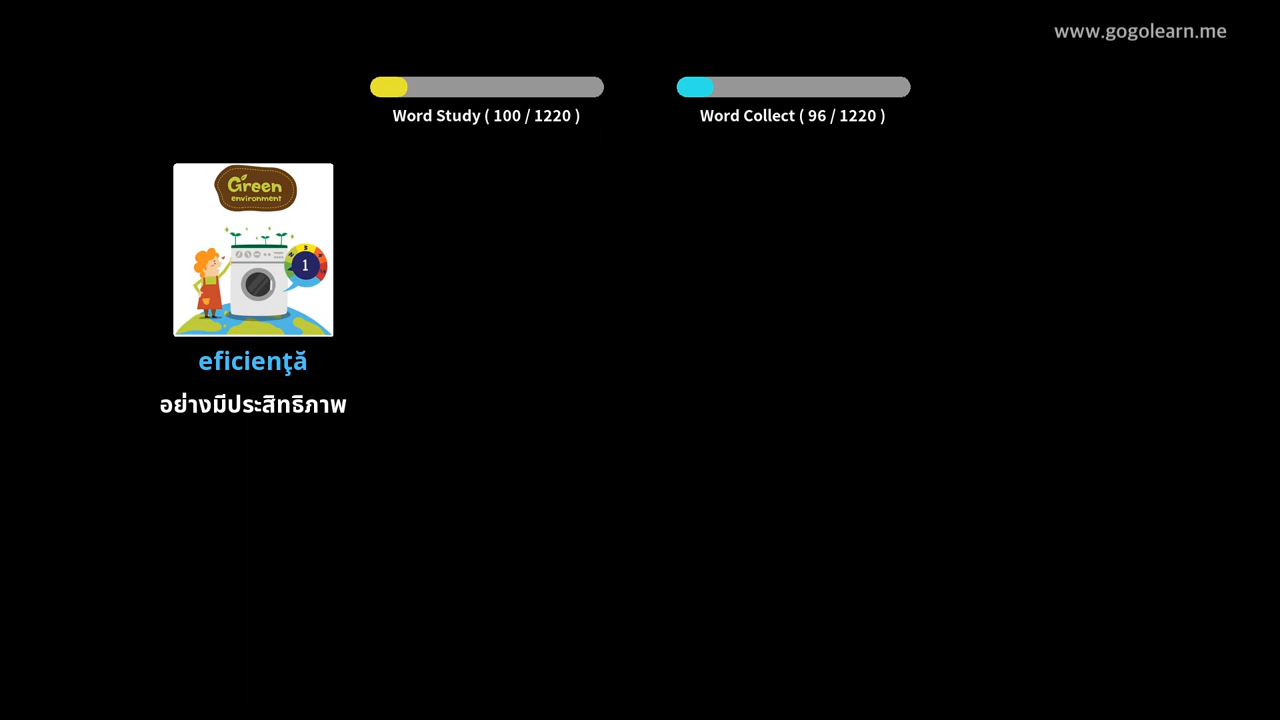 www.gogolearn.me
Word Study ( 100 / 1220 )
Word Collect ( 96 / 1220 )
Green
environment
3
1
eficienţă
อย่างมีประสิทธิภาพ